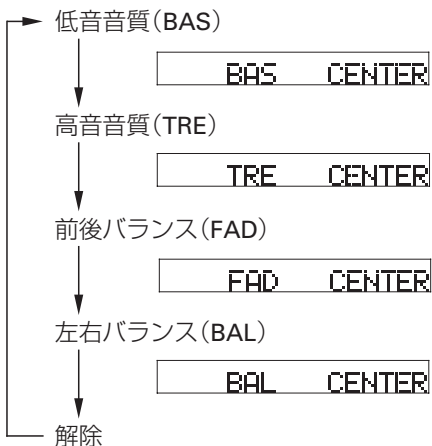 低音音質(BAS)
BAS CENTER
高音音質(TRE)
TRE CENTER
前後バランス(FAD)
FAD CENTER
左右バランス(BAL)
BAL CENTER
解除